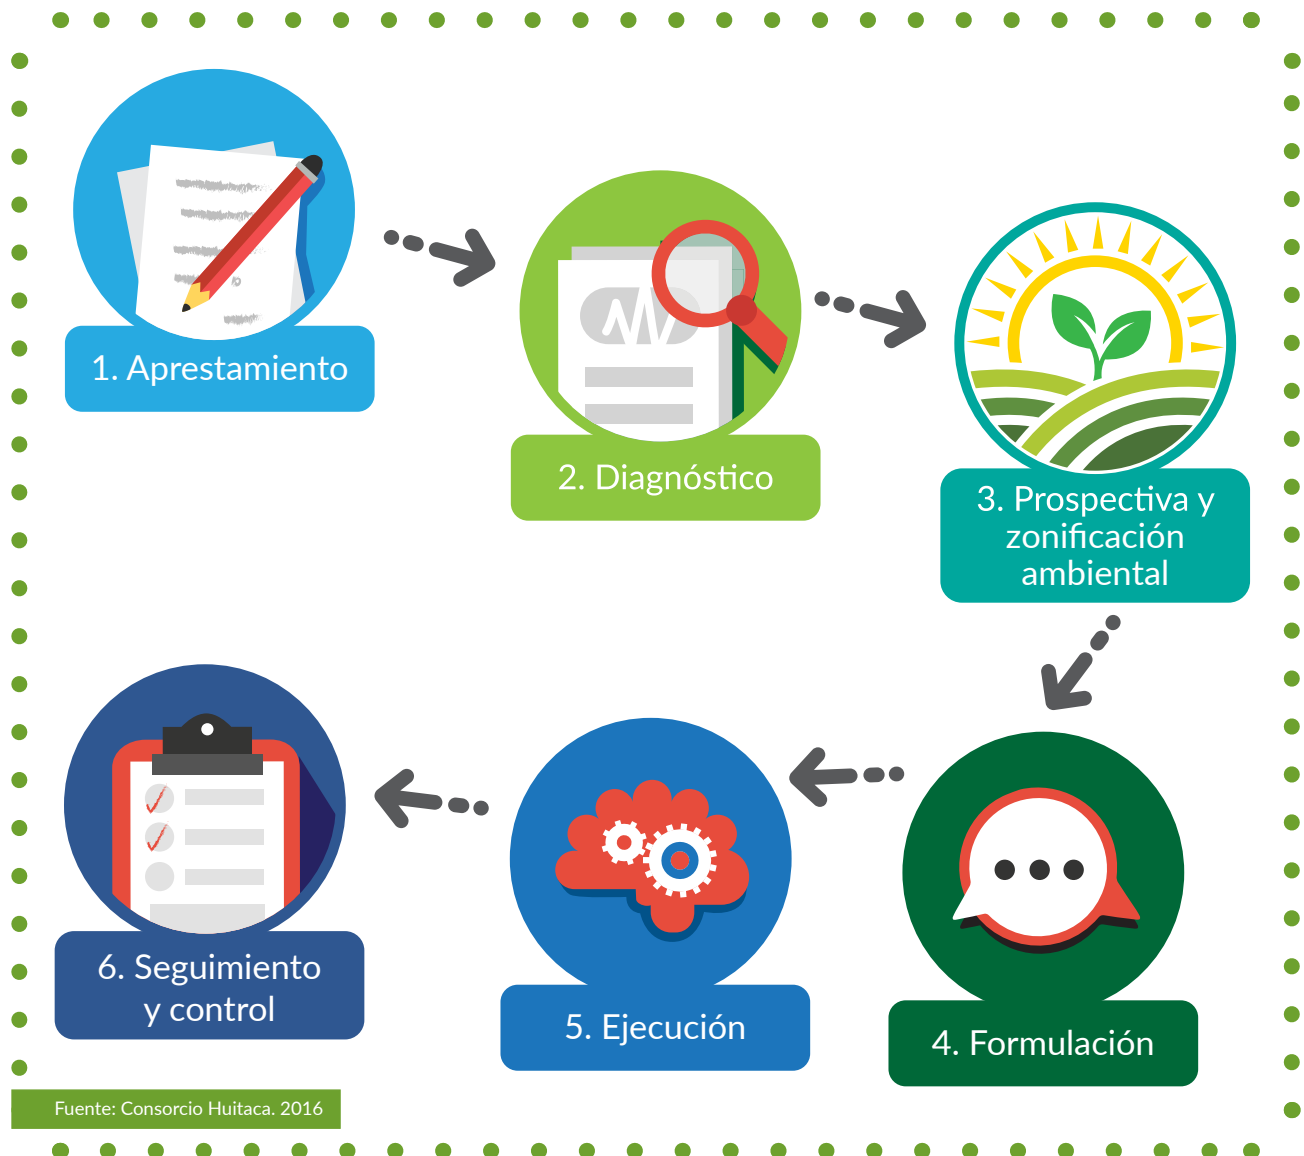 1. Aprestamiento
2. Diagnóstico
3. Prospectiva y
zonificación
ambiental
4. Formulación
5. Ejecución
6. Seguimiento
y control
Fuente: Consorcio Huitaca. 2016